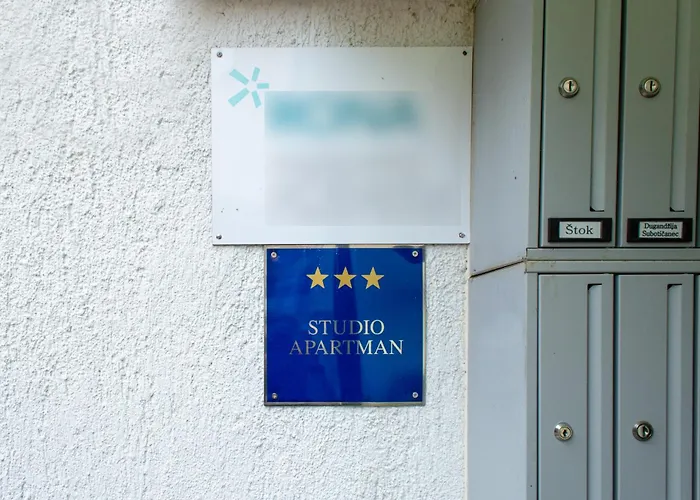 STUDIO
APARTMAN
Štok
Dugandžija
Subotičanec